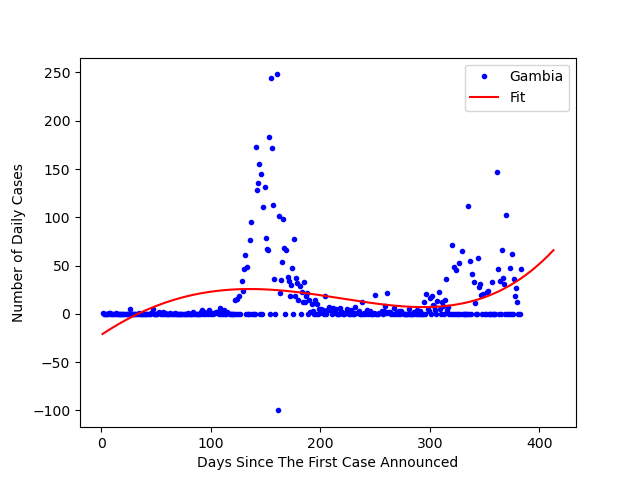 Gambia
Fit
Number of Daily Cases
250
200
150
100
50
0
−50
−100
0 100 200 300 400
Days Since The First Case Announced